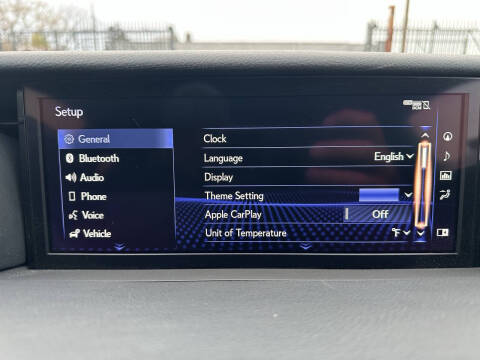 Setup
General
Bluetooth
Audio
Phone
Voice
Vehicle
Clock
Language English
Display
Theme Setting
Apple CarPlay Off
Unit of Temperature °F